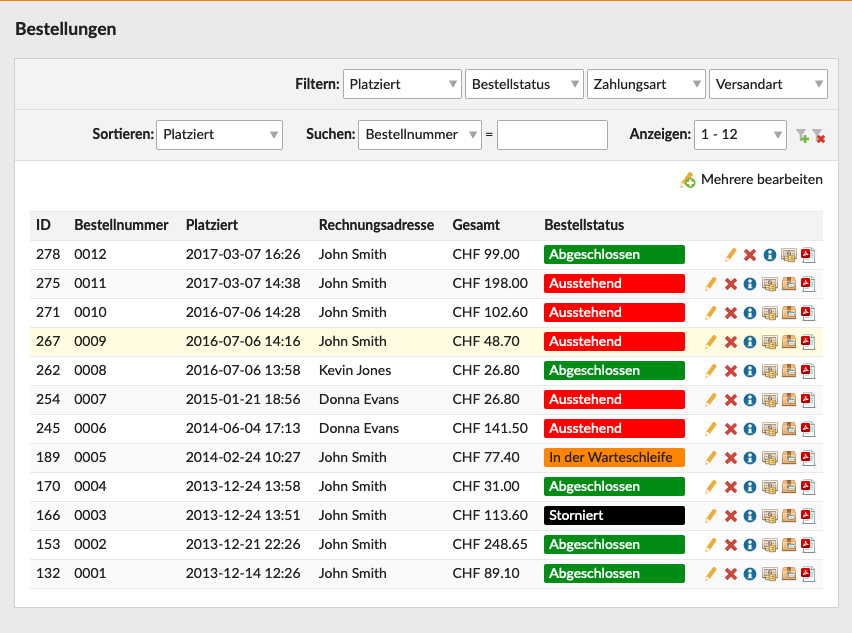 Bestellungen
Filtern: Platziert Bestellstatus Zahlungsart Versandart
Sortieren: Platziert Suchen: Bestellnummer = Anzeigen: 1 - 12
Mehrere bearbeiten
ID Bestellnummer Platziert Rechnungsadresse Gesamt Bestellstatus
278 0012 2017-03-07 16:26 John Smith CHF 99.00 Abgeschlossen
275 0011 2017-03-07 14:38 John Smith CHF 198.00 Ausstehend
271 0010 2016-07-06 14:28 John Smith CHF 102.60 Ausstehend
267 0009 2016-07-06 14:16 John Smith CHF 48.70 Ausstehend
262 0008 2016-07-06 13:58 Kevin Jones CHF 26.80 Abgeschlossen
254 0007 2015-01-21 18:56 Donna Evans CHF 26.80 Ausstehend
245 0006 2014-06-04 17:13 Donna Evans CHF 141.50 Ausstehend
189 0005 2014-02-24 10:27 John Smith CHF 77.40 In der Warteschleife
170 0004 2013-12-24 13:58 John Smith CHF 31.00 Abgeschlossen
166 0003 2013-12-24 13:51 John Smith CHF 113.60 Storniert
153 0002 2013-12-21 22:26 John Smith CHF 248.65 Abgeschlossen
132 0001 2013-12-14 12:26 John Smith CHF 89.10 Abgeschlossen